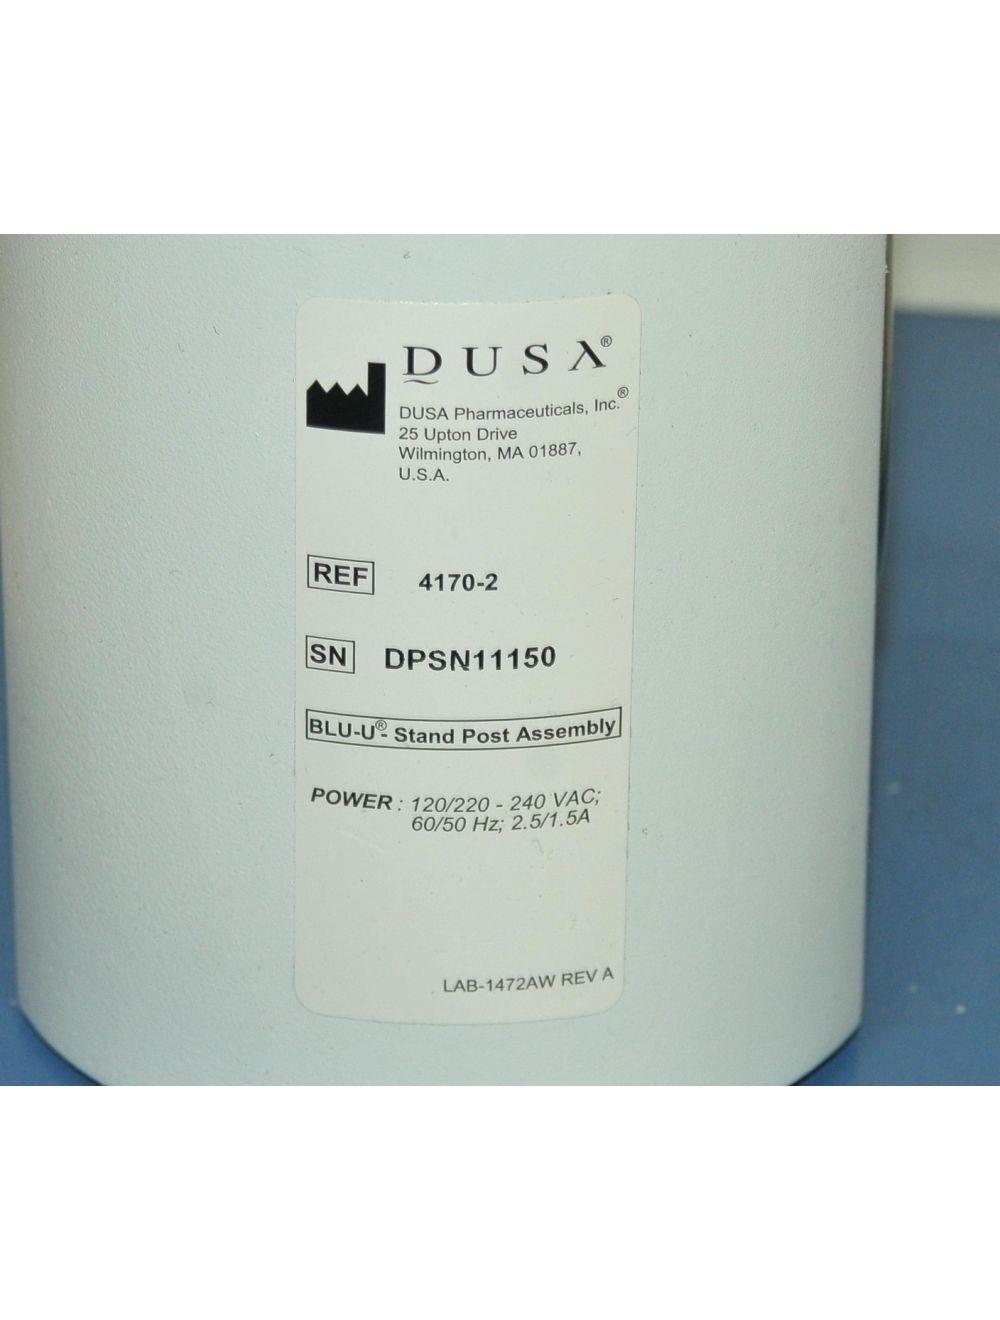 DUSA®
DUSA Pharmaceuticals, Inc.®
25 Upton Drive
Wilmington, MA 01887,
U.S.A.
REF 4170-2
SN DPSN11150
BLU-U®- Stand Post Assembly
POWER : 120/220 - 240 VAC;
60/50 Hz; 2.5/1.5A
LAB-1472AW REV A